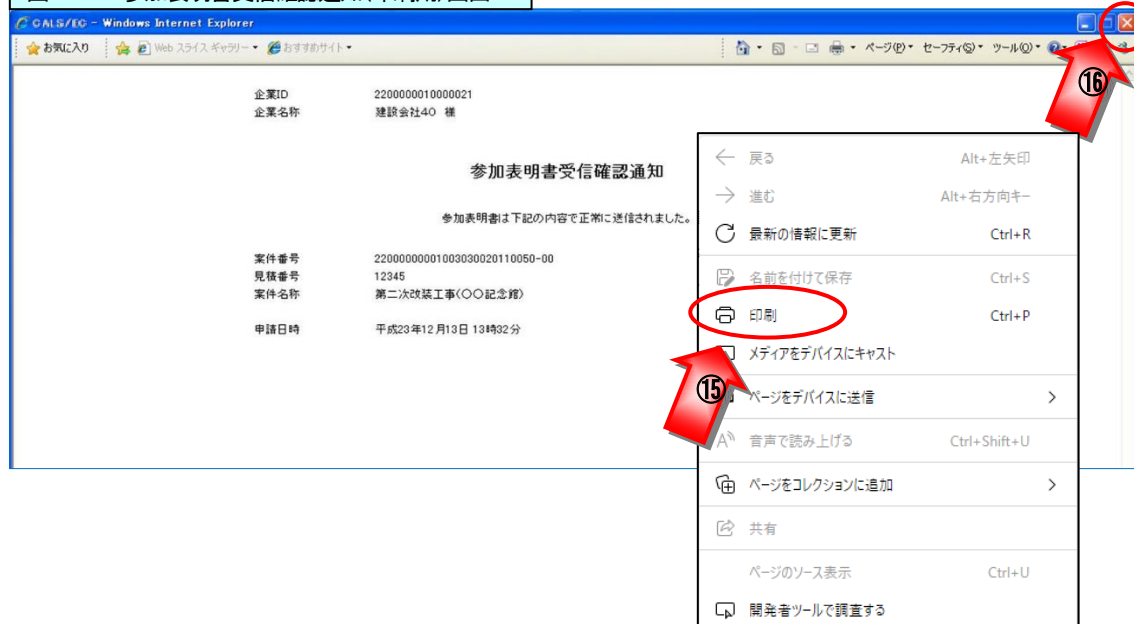 CALS/EC - Windows Internet Explorer
お気に入り
Web スライス ギャラリー
おすすめサイト
ページ(P)
セーフティ(S)
ツール(O)
⑯
企業ID 2200000010000021
企業名称 建設会社40 様
参加表明書受信確認通知
参加表明書は下記の内容で正常に送信されました。
案件番号 22000000001003030020110050-00
見積番号 12345
案件名称 第二次改装工事(〇〇記念館)
申請日時 平成23年12月13日 13時32分
戻る Alt+左矢印
進む Alt+右方向キー
最新の情報に更新 Ctrl+R
名前を付けて保存 Ctrl+S
印刷 Ctrl+P
メディアをデバイスにキャスト
⑮
ページをデバイスに送信
音声で読み上げる Ctrl+Shift+U
ページをコレクションに追加
共有
ページのソース表示 Ctrl+U
開発者ツールで調査する